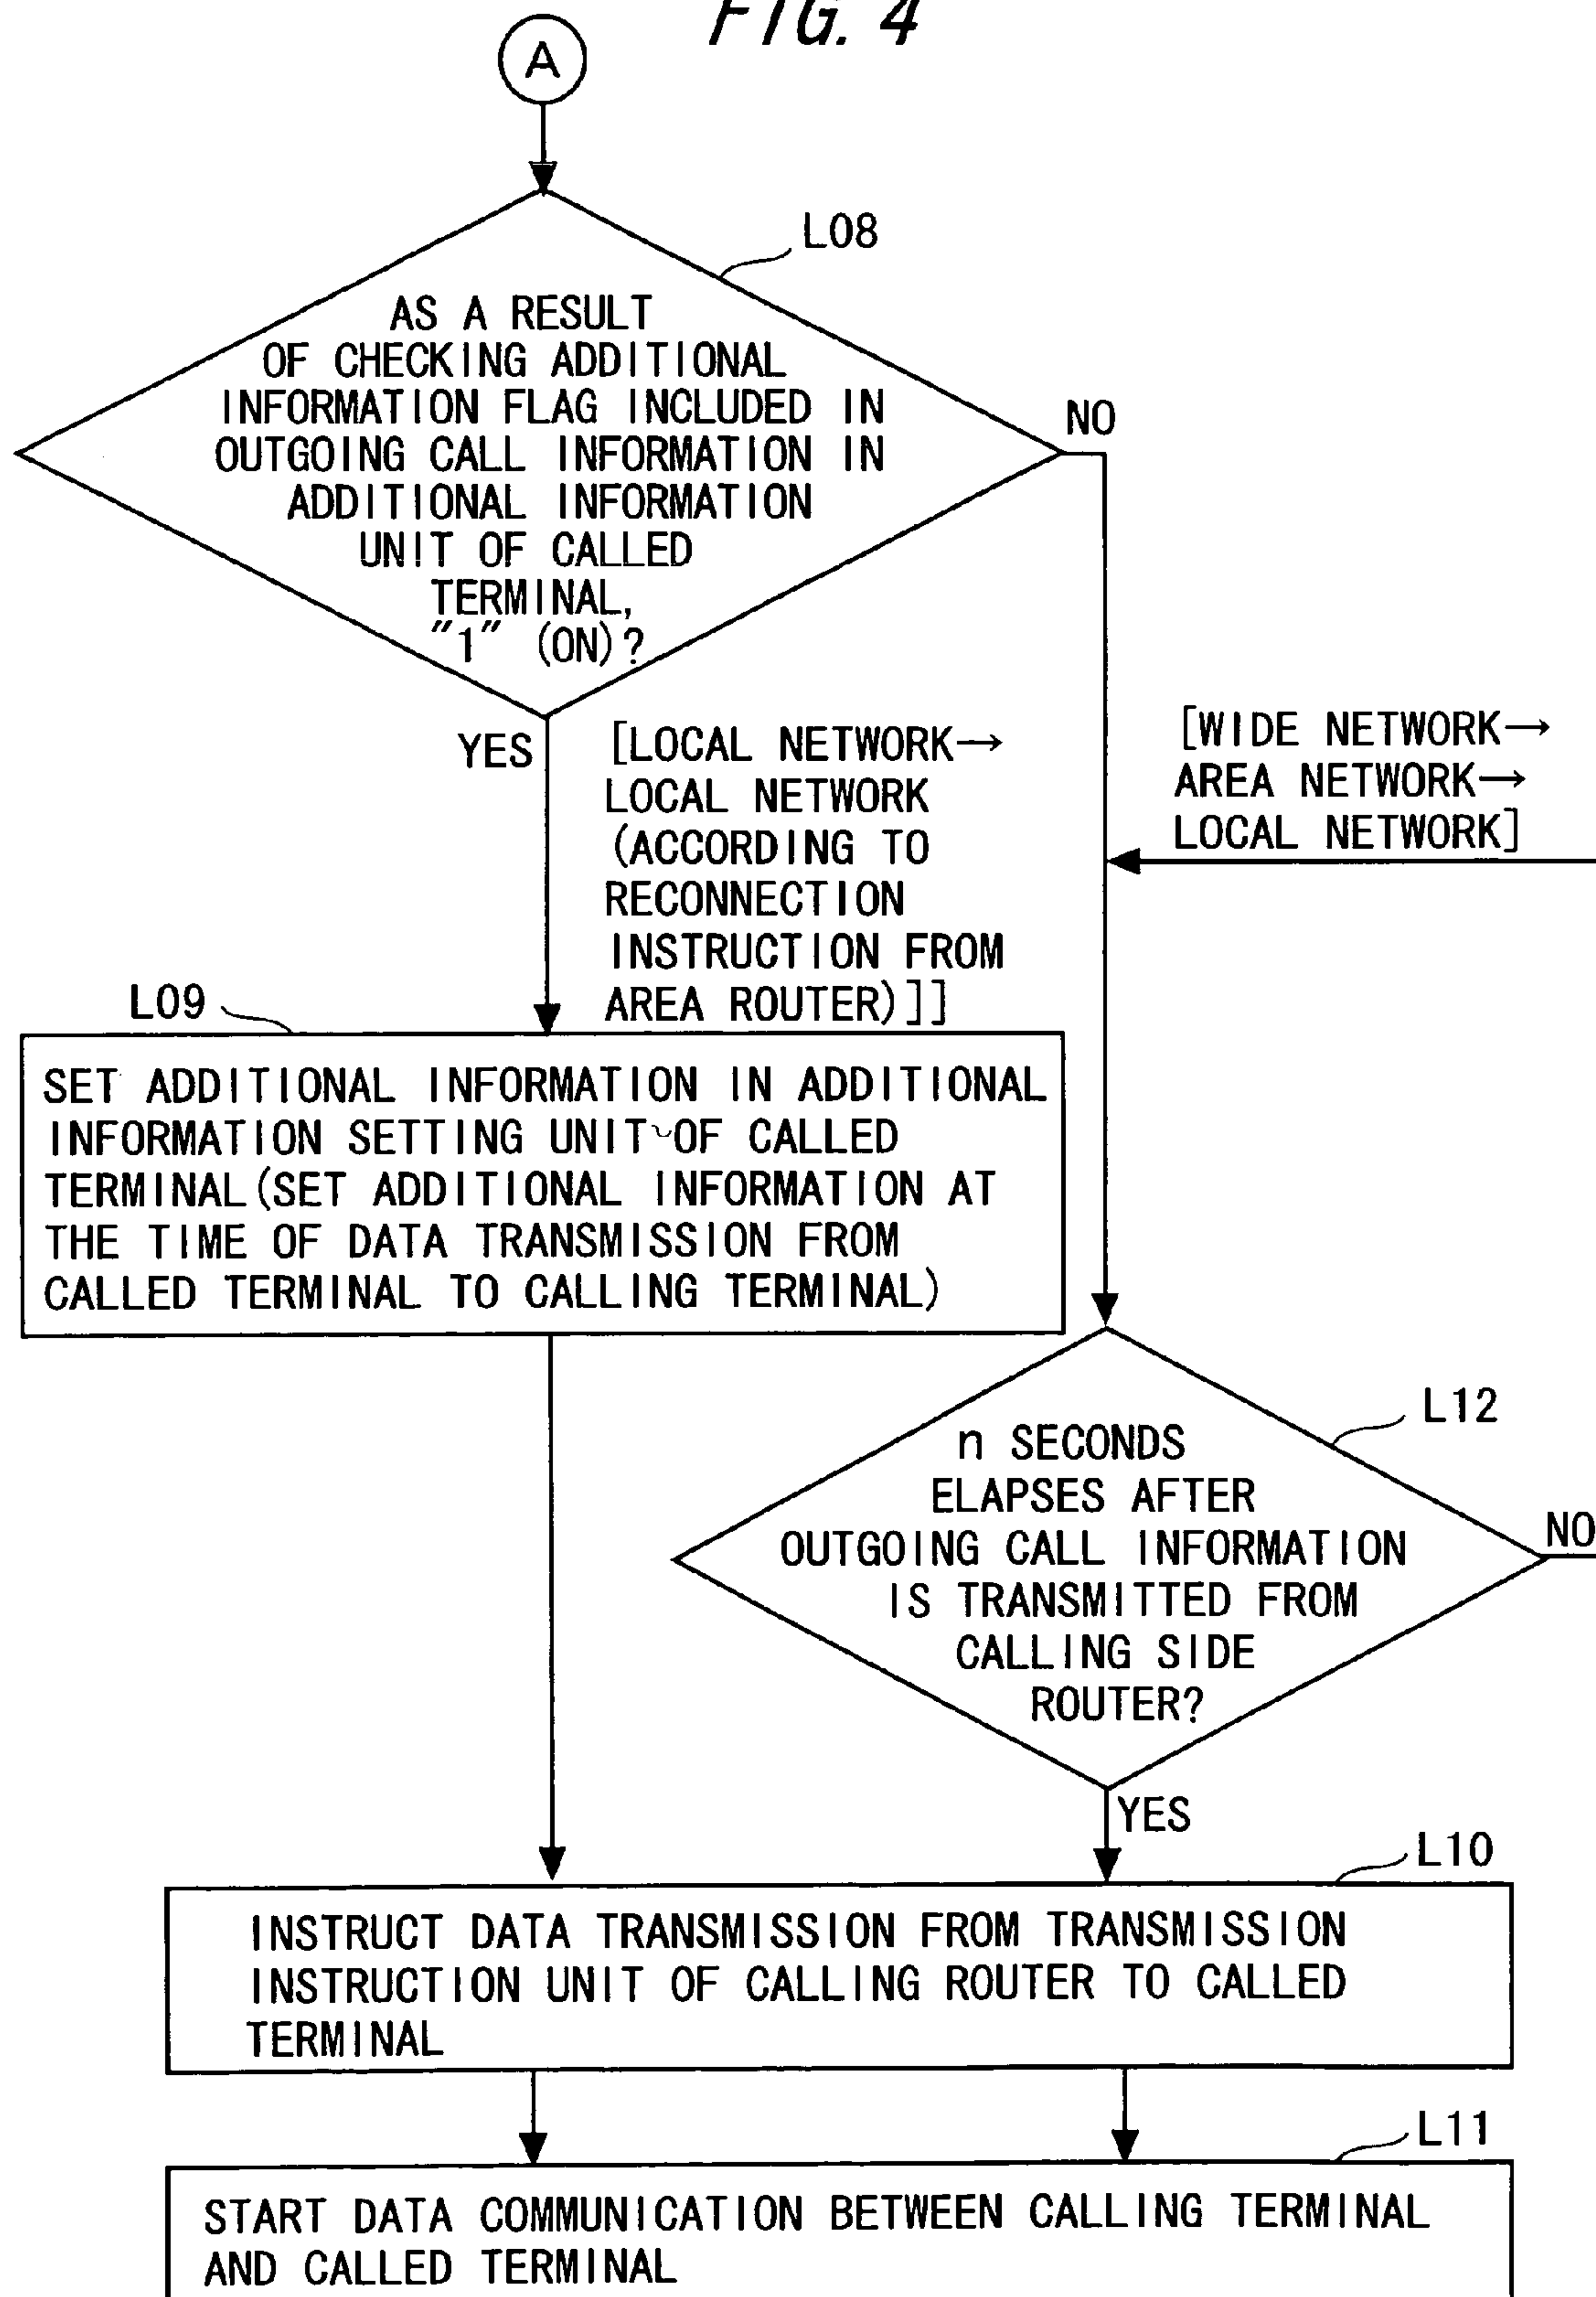 FIG. 4
A
L08
AS A RESULT
OF CHECKING ADDITIONAL
INFORMATION FLAG INCLUDED IN
OUTGOING CALL INFORMATION IN
ADDITIONAL INFORMATION
UNIT OF CALLED
TERMINAL,
"1" (ON)?
NO
YES
[LOCAL NETWORK→
LOCAL NETWORK
(ACCORDING TO
RECONNECTION
INSTRUCTION FROM
AREA ROUTER)]]
[WIDE NETWORK→
AREA NETWORK→
LOCAL NETWORK]
L09
SET ADDITIONAL INFORMATION IN ADDITIONAL
INFORMATION SETTING UNIT OF CALLED
TERMINAL(SET ADDITIONAL INFORMATION AT
THE TIME OF DATA TRANSMISSION FROM
CALLED TERMINAL TO CALLING TERMINAL)
L12
n SECONDS
ELAPSES AFTER
OUTGOING CALL INFORMATION
IS TRANSMITTED FROM
CALLING SIDE
ROUTER?
NO
YES
L10
INSTRUCT DATA TRANSMISSION FROM TRANSMISSION
INSTRUCTION UNIT OF CALLING ROUTER TO CALLED
TERMINAL
L11
START DATA COMMUNICATION BETWEEN CALLING TERMINAL
AND CALLED TERMINAL